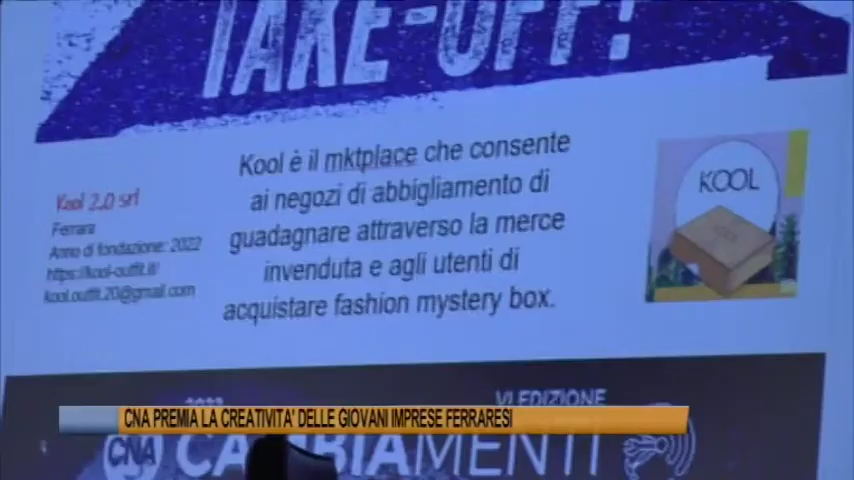 TAKE-OFF!
Kool 2.0 srl
Ferrara
Anno di fondazione: 2022
https://kool-outfit.it/
kool.outfit.20@gmail.com
Kool è il mktplace che consente
ai negozi di abbigliamento di
guadagnare attraverso la merce
invenduta e agli utenti di
acquistare fashion mystery box.
KOOL
2022
VI EDIZIONE
CNA PREMIA LA CREATIVITA' DELLE GIOVANI IMPRESE FERRARESI
CNA
CAMBIAMENTI